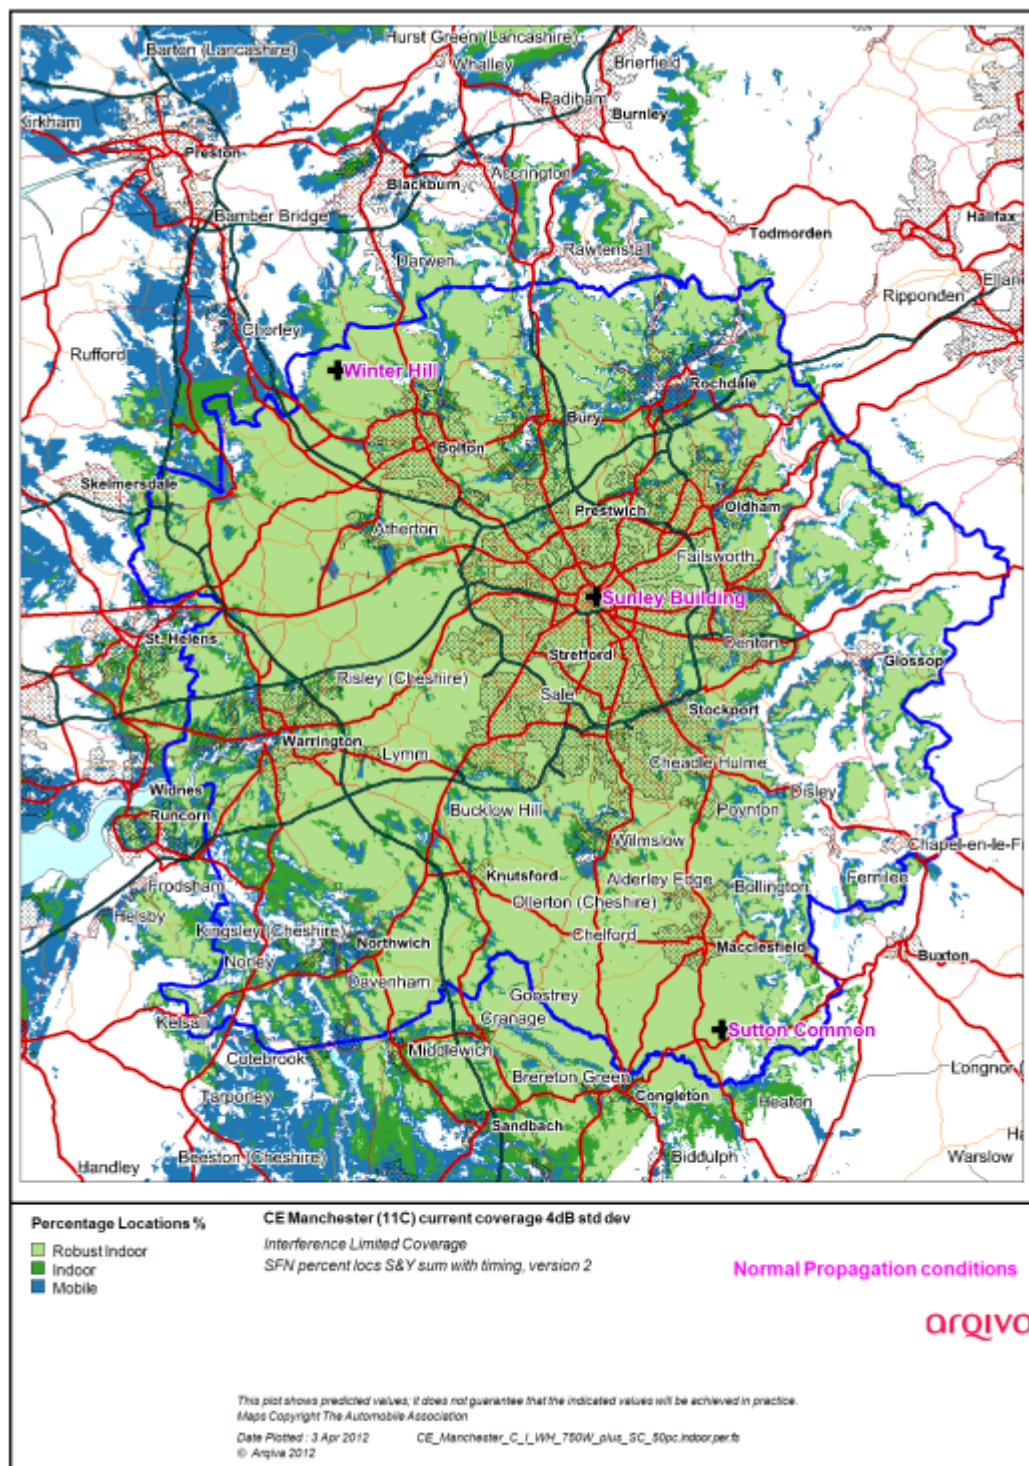 Hurst Green (Lancashire)
Barton (Lancashire)
Whalley
Brierfield
Padiham
Burnley
Kirkham
Preston
Accrington
Blackburn
Bamber Bridge
Halifax
Todmorden
Rawtenstall
Darwen
Ripponden
Chorley
Rufford
Winter Hill
Rochdale
Bury
Bolton
Skelmersdale
Prestwich
Oldham
Atherton
Failsworth
Sunley Building
St. Helens
Denton
Stretford
Glossop
Risley (Cheshire)
Sale
Stockport
Warrington
Lymm
Cheadle Hulme
Widnes
Disley
Runcorn
Bucklow Hill
Poynton
Wilmslow
Chapel-en-le-Fr
Knutsford
Alderley Edge
Fernilee
Frodsham
Bollington
Ollerton (Cheshire)
Helsby
Kingsley (Cheshire)
Chelford
Northwich
Macclesfield
Buxton
Norley
Davenham
Goostrey
Kelsall
Cranage
Sutton Common
Cotebrook
Middlewich
Longnor
Brereton Green
Tarporley
Congleton
Heaton
Sandbach
Beeston (Cheshire)
Biddulph
Warslow
Handley
Percentage Locations %
Robust Indoor
Indoor
Mobile
CE Manchester (11C) current coverage 4dB std dev
Interference Limited Coverage
SFN percent locs S&Y sum with timing, version 2
Normal Propagation conditions
arqiva
This plot shows predicted values; it does not guarantee that the indicated values will be achieved in practice.
Maps Copyright The Automobile Association
Date Plotted : 3 Apr 2012 CE_Manchester_C_I_WH_750W_plus_SC_50pc.indoor.per.fs
© Arqiva 2012